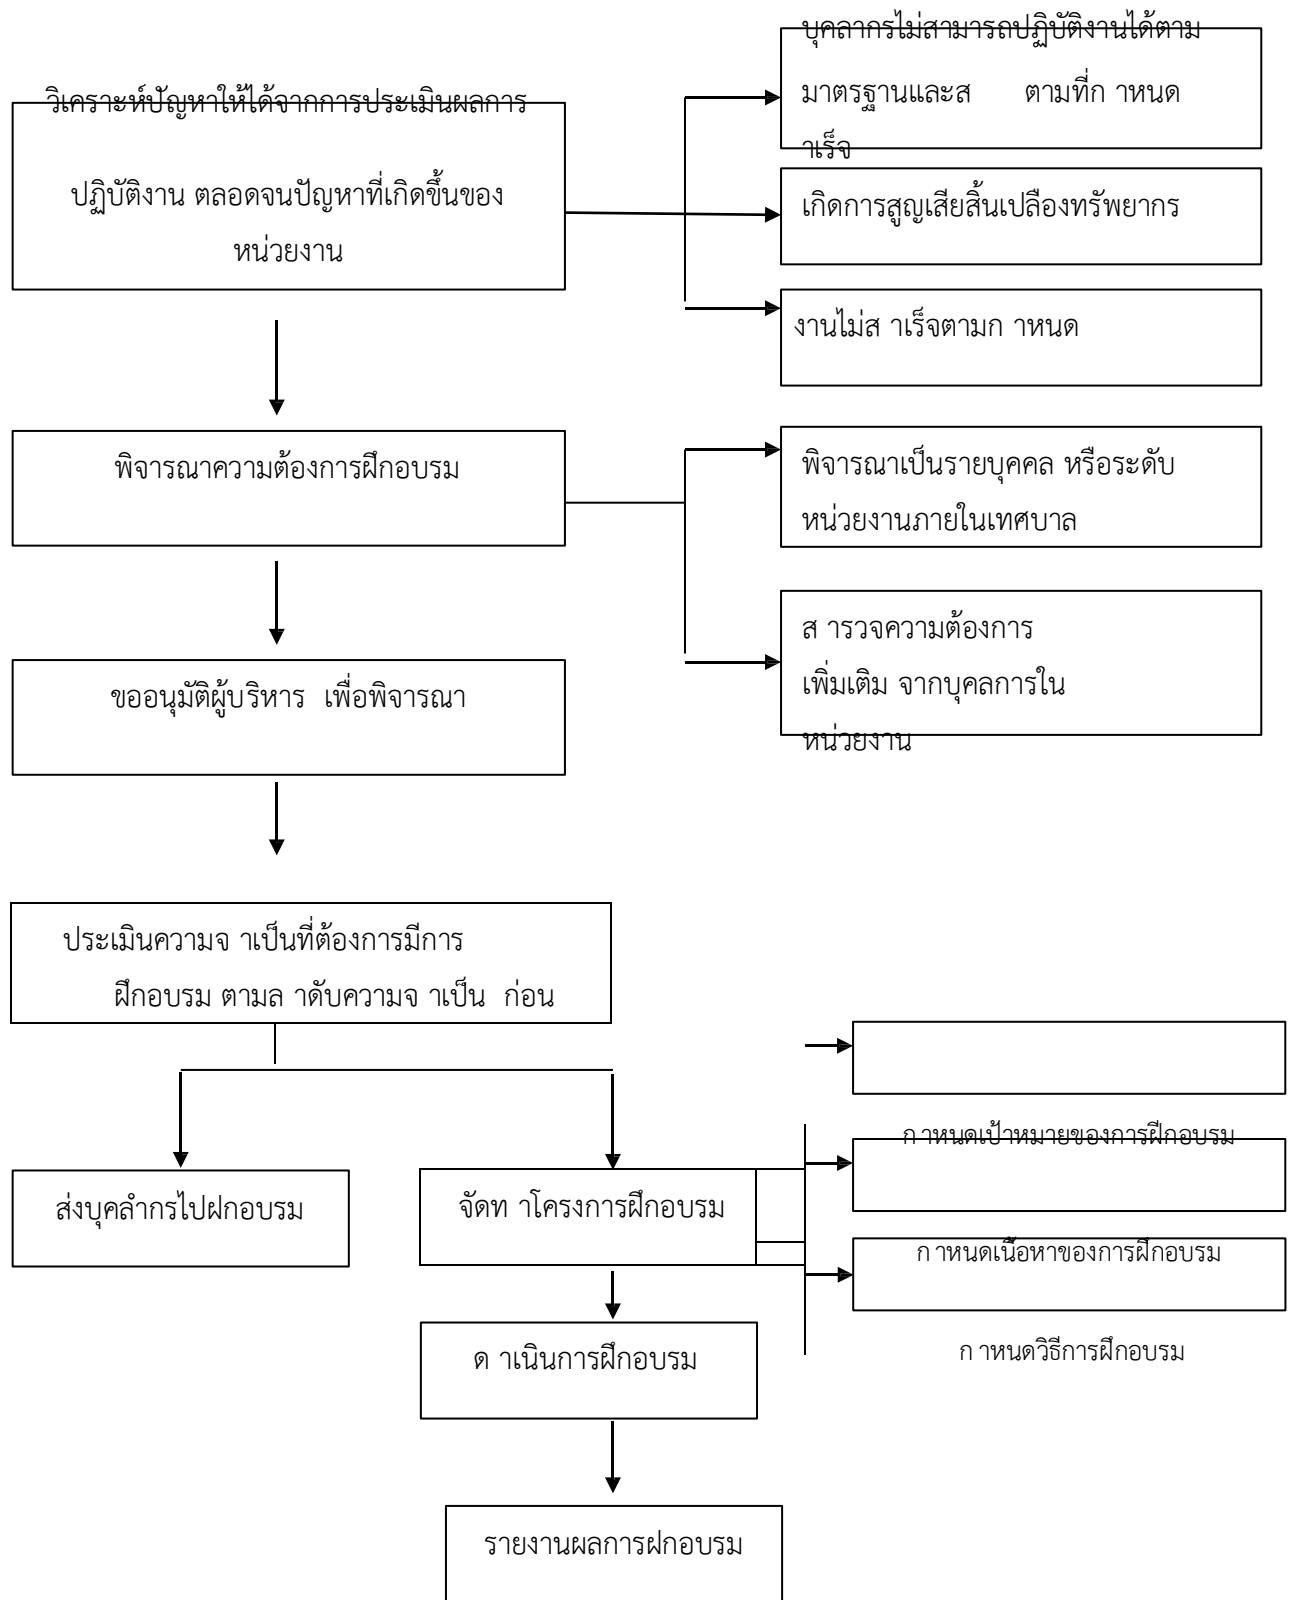 วิเคราะห์ปัญหาให้ได้จากการประเมินผลการ
ปฏิบัติงาน ตลอดจนปัญหาที่เกิดขึ้นของ
หน่วยงาน
บุคลากรไม่สามารถปฏิบัติงานได้ตาม
มาตรฐานและส ตามที่ก าหนด
าเร็จ
เกิดการสูญเสียสิ้นเปลืองทรัพยากร
งานไม่ส าเร็จตามก าหนด
พิจารณาความต้องการฝึกอบรม
พิจารณาเป็นรายบุคคล หรือระดับ
หน่วยงานภายในเทศบาล
ส ารวจความต้องการ
เพิ่มเติม จากบุคลการใน
หน่วยงาน
ขออนุมัติผู้บริหาร เพื่อพิจารณา
ประเมินความจ าเป็นที่ต้องการมีการ
ฝึกอบรม ตามล าดับความจ าเป็น ก่อน
ส่งบุคลำกรไปฝกอบรม
จัดท าโครงการฝึกอบรม
ก าหนดเป้าหมายของการฝึกอบรม
ก าหนดเนื้อหาของการฝึกอบรม
ก าหนดวิธีการฝึกอบรม
ด าเนินการฝึกอบรม
รายงานผลการฝกอบรม